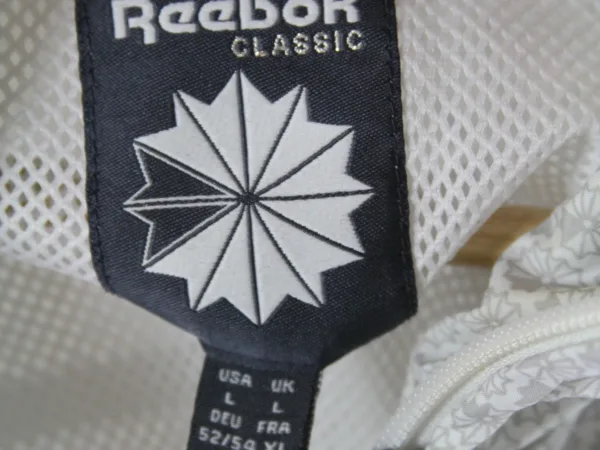 Reebok
CLASSIC
USA UK
L L
DEU FRA
52/54 XL